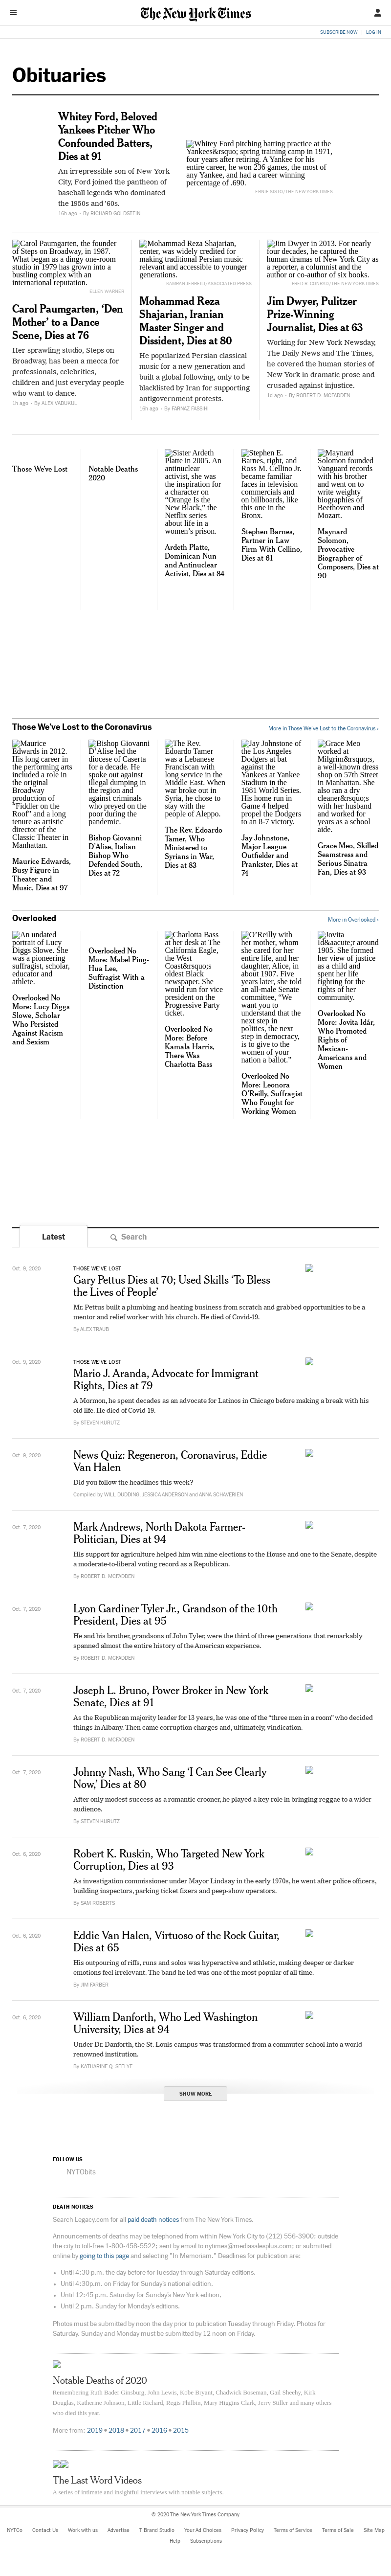 The New York Times
SUBSCRIBE NOW | LOG IN
Obituaries
Whitey Ford, Beloved
Yankees Pitcher Who
Confounded Batters,
Dies at 91
An irrepressible son of New York
City, Ford joined the pantheon of
baseball legends who dominated
the 1950s and '60s.
16h ago – By RICHARD GOLDSTEIN
Whitey Ford pitching batting practice at the
Yankees&rsquo; spring training camp in 1971,
four years after retiring. A Yankee for his
entire career, he won 236 games, the most of
any Yankee, and had a career winning
percentage of .690.
ERNIE SISTO/THE NEW YORK TIMES
Carol Paumgarten, the founder
of Steps on Broadway, in 1987.
What began as a dingy one-room
studio in 1979 has grown into a
bustling complex with an
international reputation.
ELLEN WARNER
Carol Paumgarten, 'Den
Mother' to a Dance
Scene, Dies at 76
Her sprawling studio, Steps on
Broadway, has been a mecca for
professionals, celebrities,
children and just everyday people
who want to dance.
1h ago – By ALEX VADUKUL
Mohammad Reza Shajarian,
center, was widely credited for
making traditional Persian music
relevant and accessible to younger
generations.
KAMRAN JEBREILI/ASSOCIATED PRESS
Mohammad Reza
Shajarian, Iranian
Master Singer and
Dissident, Dies at 80
He popularized Persian classical
music for a new generation and
built a global following, only to be
blacklisted by Iran for supporting
antigovernment protests.
16h ago – By FARNAZ FASSIHI
Jim Dwyer in 2013. For nearly
four decades, he captured the
human drama of New York City as
a reporter, a columnist and the
author or co-author of six books.
FRED R. CONRAD/THE NEW YORK TIMES
Jim Dwyer, Pulitzer
Prize-Winning
Journalist, Dies at 63
Working for New York Newsday,
The Daily News and The Times,
he covered the human stories of
New York in dramatic prose and
crusaded against injustice.
1d ago – By ROBERT D. MCFADDEN
Those We've Lost
Notable Deaths
2020
Sister Ardeth
Platte in 2005. An
antinuclear
activist, she was
the inspiration for
a character on
“Orange Is the
New Black,” the
Netflix series
about life in a
women's prison.
Ardeth Platte,
Dominican Nun
and Antinuclear
Activist, Dies at 84
Stephen E.
Barnes, right, and
Ross M. Cellino Jr.
became familiar
faces in television
commercials and
on billboards, like
this one in the
Bronx.
Stephen Barnes,
Partner in Law
Firm With Cellino,
Dies at 61
Maynard
Solomon founded
Vanguard records
with his brother
and went on to
write weighty
biographies of
Beethoven and
Mozart.
Maynard
Solomon,
Provocative
Biographer of
Composers, Dies at
90
Those We've Lost to the Coronavirus
More in Those We've Lost to the Coronavirus ›
Maurice
Edwards in 2012.
His long career in
the performing arts
included a role in
the original
Broadway
production of
“Fiddler on the
Roof” and a long
tenure as artistic
director of the
Classic Theater in
Manhattan.
Maurice Edwards,
Busy Figure in
Theater and
Music, Dies at 97
Bishop Giovanni
D'Alise led the
diocese of Caserta
for a decade. He
spoke out against
illegal dumping in
the region and
against criminals
who preyed on the
poor during the
pandemic.
Bishop Giovanni
D'Alise, Italian
Bishop Who
Defended South,
Dies at 72
The Rev.
Edoardo Tamer
was a Lebanese
Franciscan with
long service in the
Middle East. When
war broke out in
Syria, he chose to
stay with the
people of Aleppo.
The Rev. Edoardo
Tamer, Who
Ministered to
Syrians in War,
Dies at 83
Jay Johnstone of
the Los Angeles
Dodgers at bat
against the
Yankees at Yankee
Stadium in the
1981 World Series.
His home run in
Game 4 helped
propel the Dodgers
to an 8-7 victory.
Jay Johnstone,
Major League
Outfielder and
Prankster, Dies at
74
Grace Meo
worked at
Milgrim&rsquo;s,
a well-known dress
shop on 57th Street
in Manhattan. She
also ran a dry
cleaner&rsquo;s
with her husband
and worked for
years as a school
aide.
Grace Meo, Skilled
Seamstress and
Serious Sinatra
Fan, Dies at 93
Overlooked
More in Overlooked ›
An undated
portrait of Lucy
Diggs Slowe. She
was a pioneering
suffragist, scholar,
educator and
athlete.
Overlooked No
More: Lucy Diggs
Slowe, Scholar
Who Persisted
Against Racism
and Sexism
Overlooked No
More: Mabel Ping-
Hua Lee,
Suffragist With a
Distinction
Charlotta Bass
at her desk at The
California Eagle,
the West
Coast&rsquo;s
oldest Black
newspaper. She
would run for vice
president on the
Progressive Party
ticket.
Overlooked No
More: Before
Kamala Harris,
There Was
Charlotta Bass
O'Reilly with
her mother, whom
she cared for her
entire life, and her
daughter, Alice, in
about 1907. Five
years later, she told
an all-male Senate
committee, “We
want you to
understand that the
next step in
politics, the next
step in democracy,
is to give to the
women of your
nation a ballot.”
Overlooked No
More: Leonora
O'Reilly, Suffragist
Who Fought for
Working Women
Jovita
Id&aacute;r around
1905. She formed
her view of justice
as a child and
spent her life
fighting for the
rights of her
community.
Overlooked No
More: Jovita Idár,
Who Promoted
Rights of
Mexican-
Americans and
Women
Latest
Search
Oct. 9, 2020
THOSE WE'VE LOST
Gary Pettus Dies at 70; Used Skills 'To Bless
the Lives of People'
Mr. Pettus built a plumbing and heating business from scratch and grabbed opportunities to be a
mentor and relief worker with his church. He died of Covid-19.
By ALEX TRAUB
Oct. 9, 2020
THOSE WE'VE LOST
Mario J. Aranda, Advocate for Immigrant
Rights, Dies at 79
A Mormon, he spent decades as an advocate for Latinos in Chicago before making a break with his
old life. He died of Covid-19.
By STEVEN KURUTZ
Oct. 9, 2020
News Quiz: Regeneron, Coronavirus, Eddie
Van Halen
Did you follow the headlines this week?
Compiled by WILL DUDDING, JESSICA ANDERSON and ANNA SCHAVERIEN
Oct. 7, 2020
Mark Andrews, North Dakota Farmer-
Politician, Dies at 94
His support for agriculture helped him win nine elections to the House and one to the Senate, despite
a moderate-to-liberal voting record as a Republican.
By ROBERT D. MCFADDEN
Oct. 7, 2020
Lyon Gardiner Tyler Jr., Grandson of the 10th
President, Dies at 95
He and his brother, grandsons of John Tyler, were the third of three generations that remarkably
spanned almost the entire history of the American experience.
By ROBERT D. MCFADDEN
Oct. 7, 2020
Joseph L. Bruno, Power Broker in New York
Senate, Dies at 91
As the Republican majority leader for 13 years, he was one of the “three men in a room” who decided
things in Albany. Then came corruption charges and, ultimately, vindication.
By ROBERT D. MCFADDEN
Oct. 7, 2020
Johnny Nash, Who Sang 'I Can See Clearly
Now,' Dies at 80
After only modest success as a romantic crooner, he played a key role in bringing reggae to a wider
audience.
By STEVEN KURUTZ
Oct. 6, 2020
Robert K. Ruskin, Who Targeted New York
Corruption, Dies at 93
As investigation commissioner under Mayor Lindsay in the early 1970s, he went after police officers,
building inspectors, parking ticket fixers and peep-show operators.
By SAM ROBERTS
Oct. 6, 2020
Eddie Van Halen, Virtuoso of the Rock Guitar,
Dies at 65
His outpouring of riffs, runs and solos was hyperactive and athletic, making deeper or darker
emotions feel irrelevant. The band he led was one of the most popular of all time.
By JIM FARBER
Oct. 6, 2020
William Danforth, Who Led Washington
University, Dies at 94
Under Dr. Danforth, the St. Louis campus was transformed from a commuter school into a world-
renowned institution.
By KATHARINE Q. SEELYE
SHOW MORE
FOLLOW US
NYTObits
DEATH NOTICES
Search Legacy.com for all paid death notices from The New York Times.
Announcements of deaths may be telephoned from within New York City to (212) 556-3900: outside
the city to toll-free 1-800-458-5522: sent by email to nytimes@mediasalesplus.com: or submitted
online by going to this page and selecting "In Memoriam." Deadlines for publication are:
• Until 4:30 p.m. the day before for Tuesday through Saturday editions.
• Until 4:30p.m. on Friday for Sunday's national edition.
• Until 12:45 p.m. Saturday for Sunday's New York edition.
• Until 2 p.m. Sunday for Monday's editions.
Photos must be submitted by noon the day prior to publication Tuesday through Friday. Photos for
Saturday, Sunday and Monday must be submitted by 12 noon on Friday.
Notable Deaths of 2020
Remembering Ruth Bader Ginsburg, John Lewis, Kobe Bryant, Chadwick Boseman, Gail Sheehy, Kirk
Douglas, Katherine Johnson, Little Richard, Regis Philbin, Mary Higgins Clark, Jerry Stiller and many others
who died this year.
More from: 2019 • 2018 • 2017 • 2016 • 2015
The Last Word Videos
A series of intimate and insightful interviews with notable subjects.
© 2020 The New York Times Company
NYTCo Contact Us Work with us Advertise T Brand Studio Your Ad Choices Privacy Policy Terms of Service Terms of Sale Site Map
Help Subscriptions